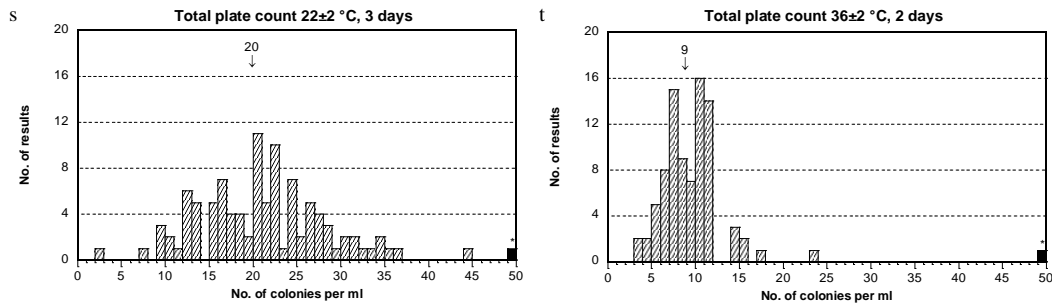 s
Total plate count 22±2 °C, 3 days
20
16
12
8
4
0
No. of results
20
↓
*
0 5 10 15 20 25 30 35 40 45 50
No. of colonies per ml
t
Total plate count 36±2 °C, 2 days
20
16
12
8
4
0
No. of results
9
↓
*
0 5 10 15 20 25 30 35 40 45 50
No. of colonies per ml